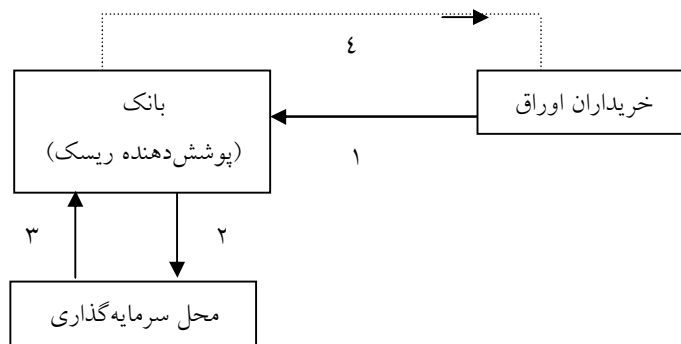 ٤
بانک
(پوشش‌دهنده ریسک)
خریداران اوراق
١
٣
٢
محل سرمایه‌گذاری